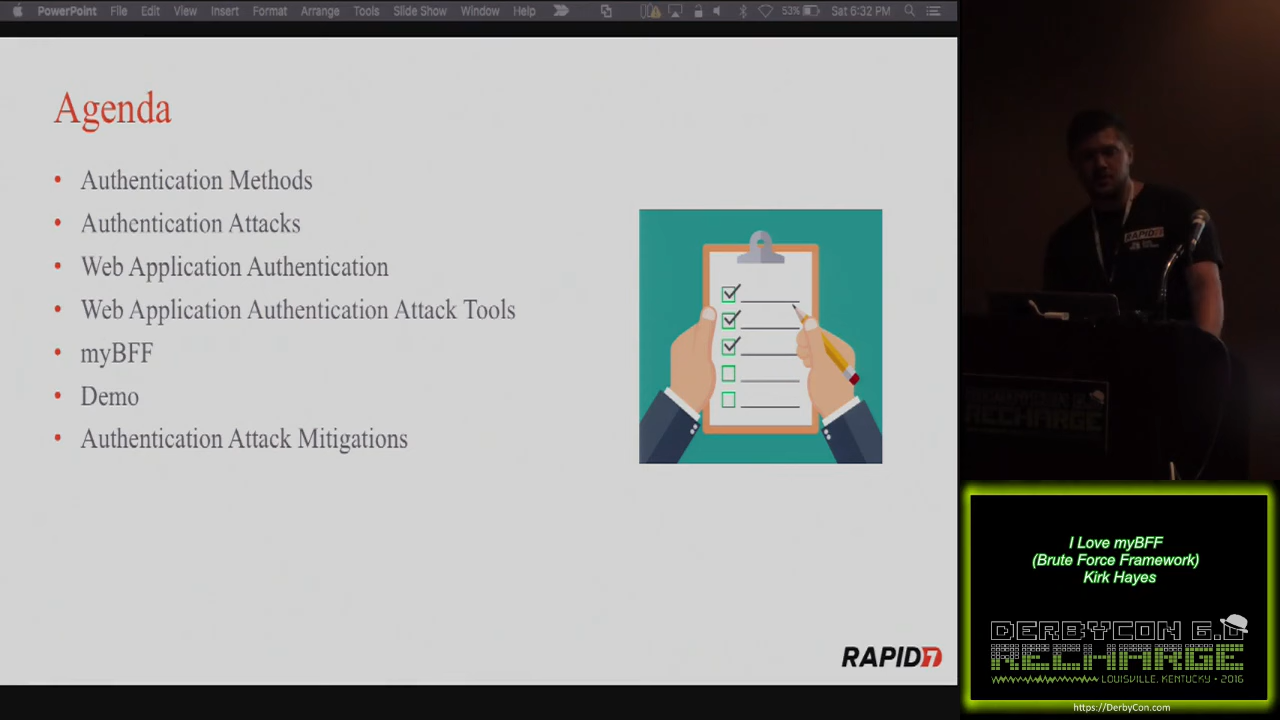 PowerPoint File Edit View Insert Format Arrange Tools Slide Show Window Help 53% Sat 6:32 PM
Agenda
• Authentication Methods
• Authentication Attacks
• Web Application Authentication
• Web Application Authentication Attack Tools
• myBFF
• Demo
• Authentication Attack Mitigations
RAPID7
RAPID7
RECHARGE
I Love myBFF
(Brute Force Framework)
Kirk Hayes
DERBYCON 6.0
RECHARGE
LOUISVILLE, KENTUCKY • 2016
https://DerbyCon.com